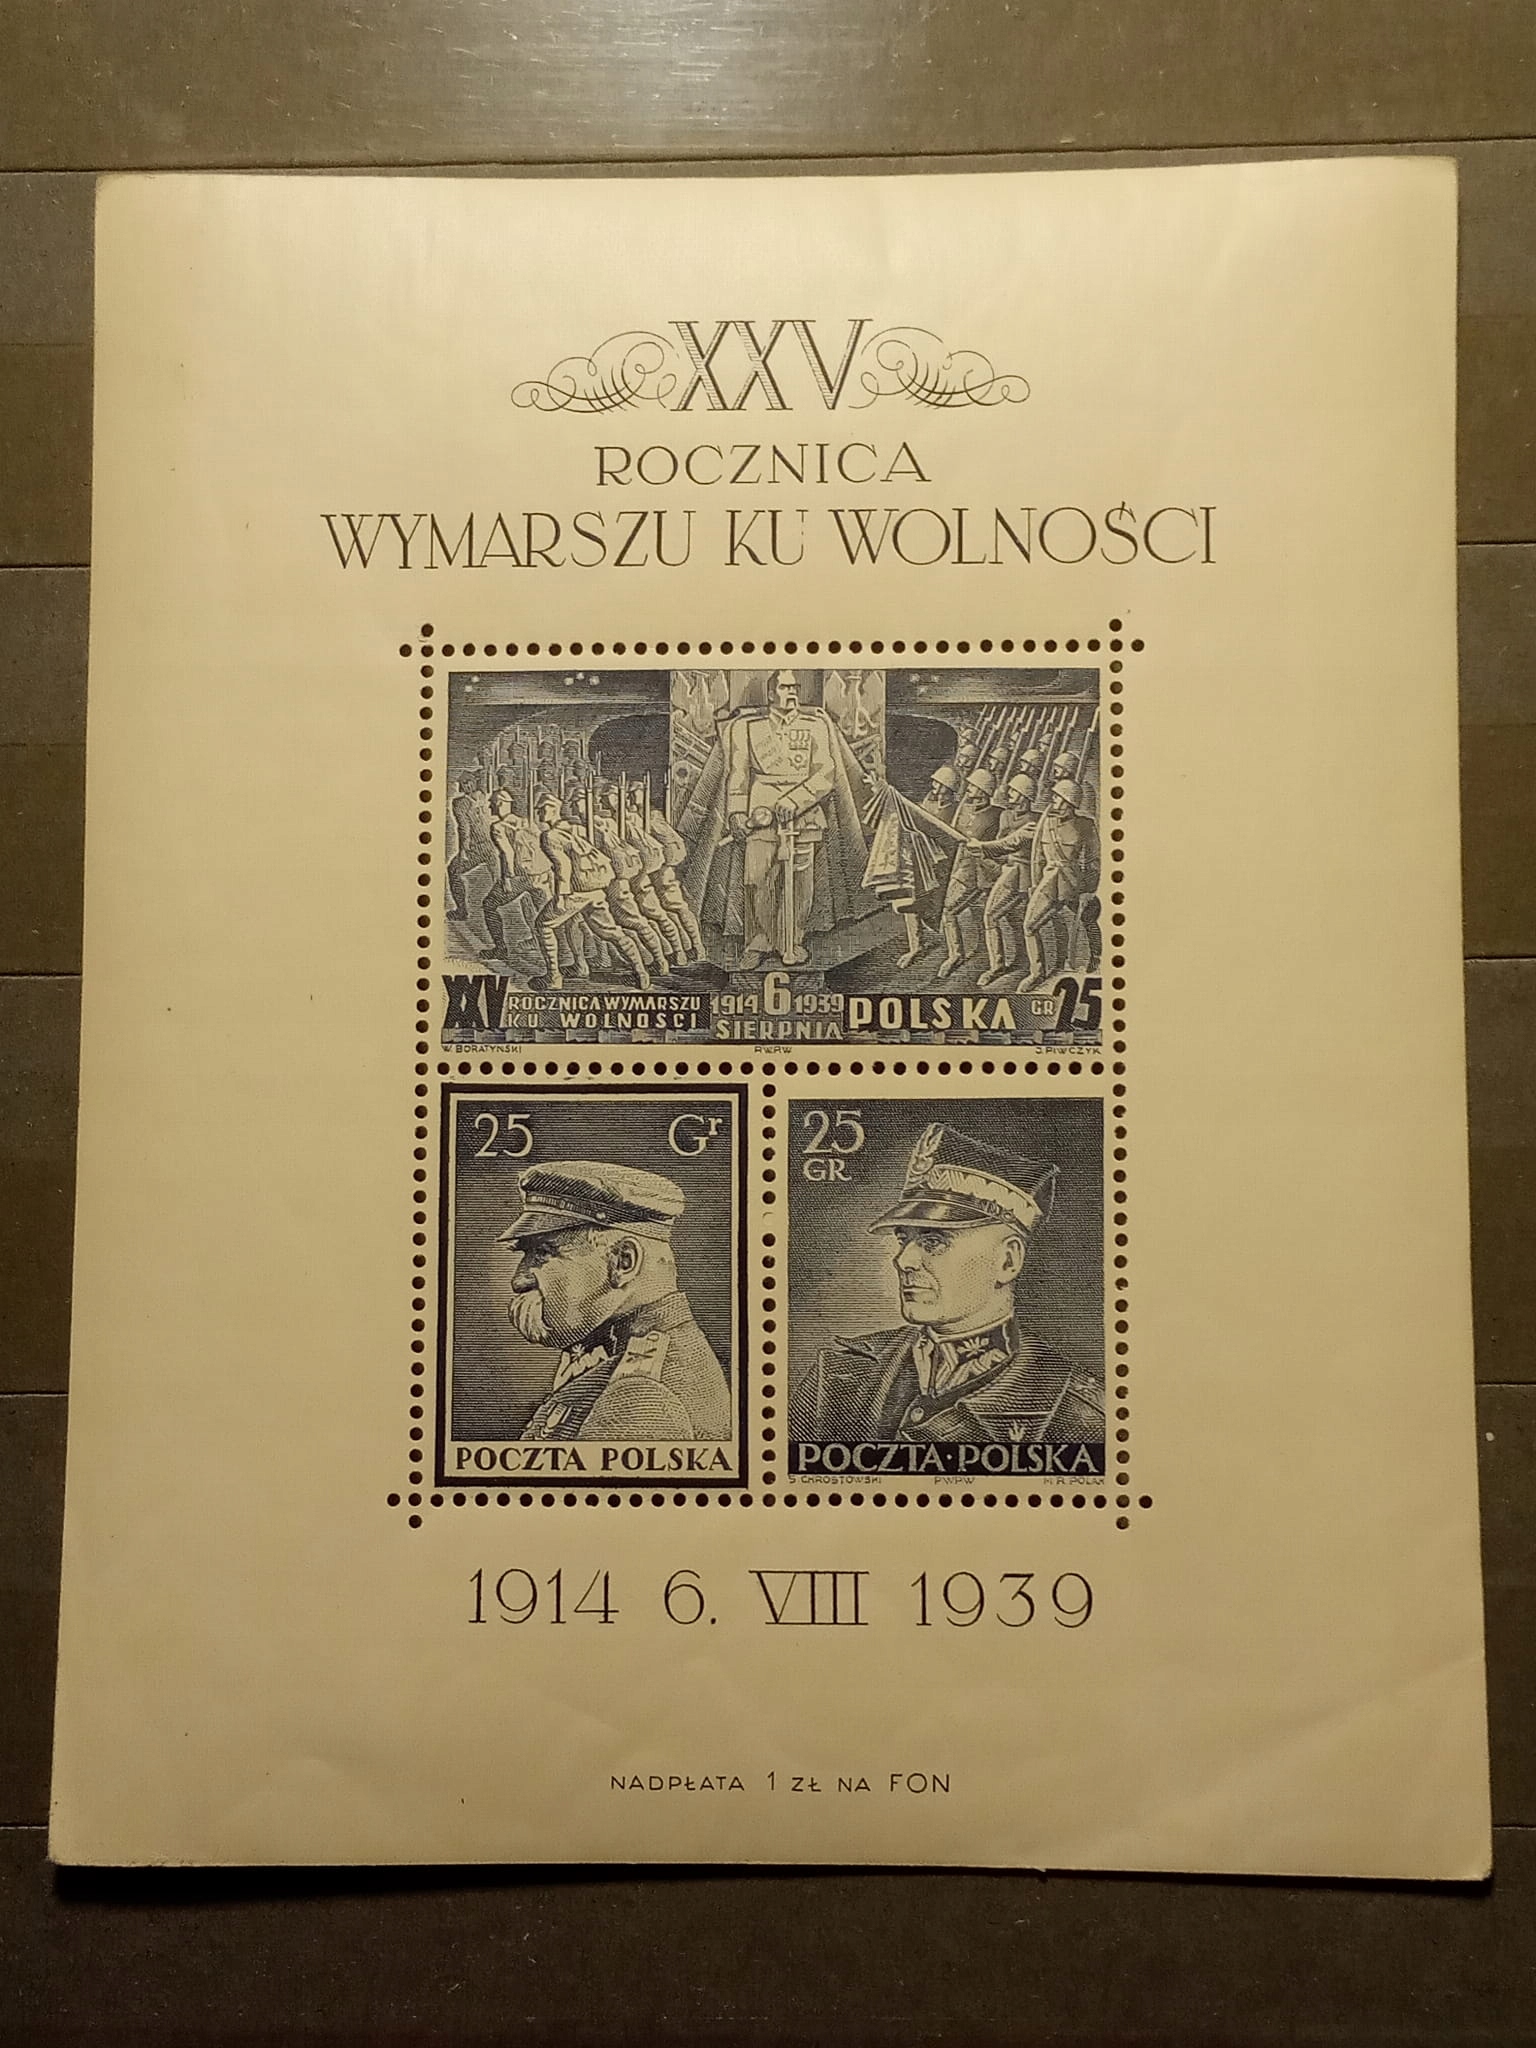 XXV
ROCZNICA
WYMARSZU KU WOLNOŚCI
XXV ROCZNICA WYMARSZU
KU WOLNOŚCI
1914 6 1939
SIERPNIA
POLSKA GR 25
W. BORATYŃSKI PWPW J. PIWCZYK
25 Gr
POCZTA POLSKA
25
GR
POCZTA·POLSKA
S. CHROSTOWSKI PWPW M. R. POLAK
1914 6. VIII 1939
NADPŁATA 1 ZŁ NA FON